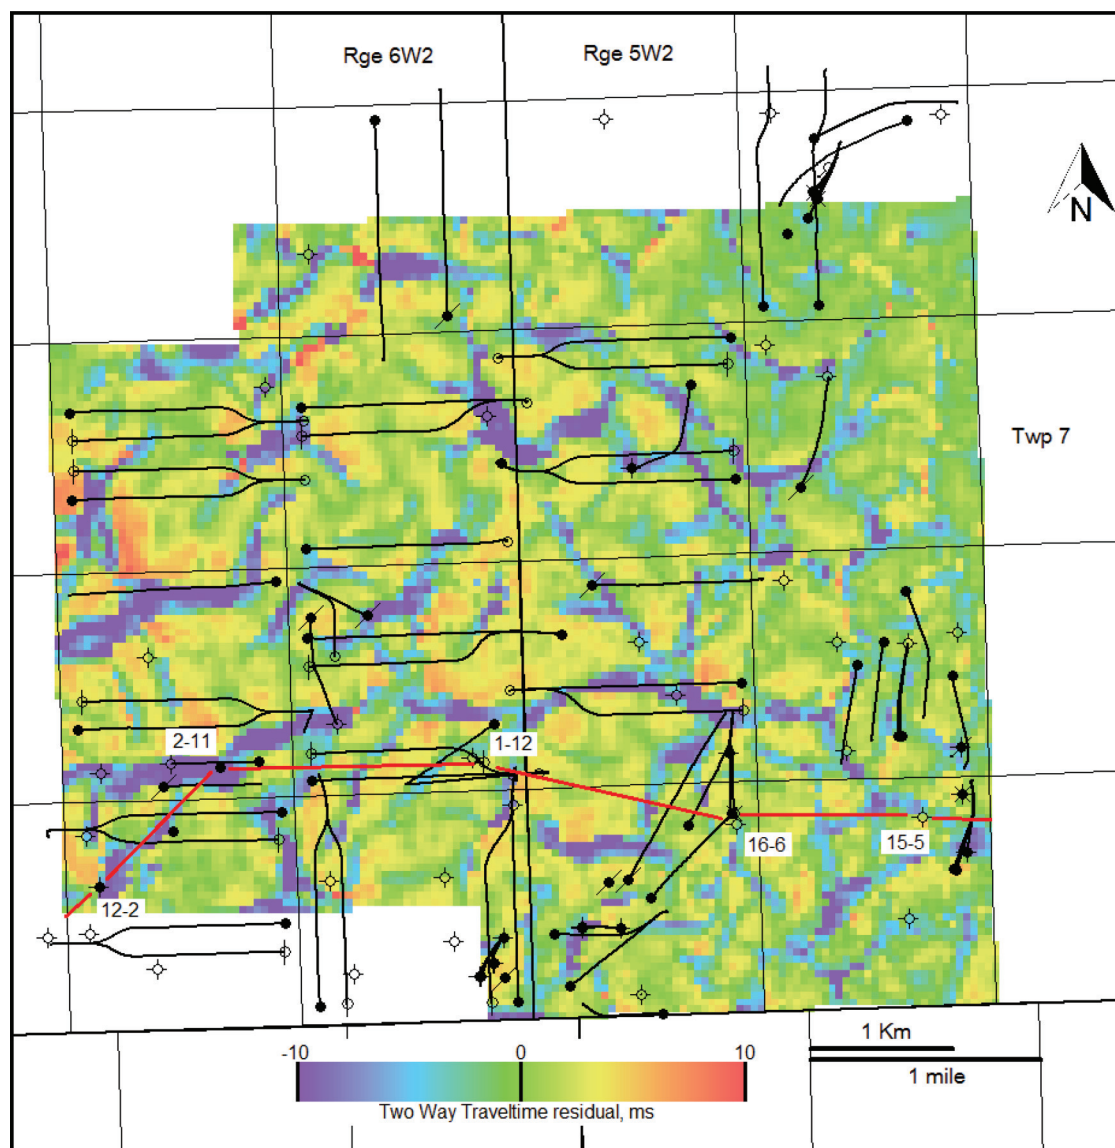 Rge 6W2
Rge 5W2
N
Twp 7
2-11
1-12
16-6
15-5
12-2
1 Km
1 mile
-10
0
10
Two Way Traveltime residual, ms